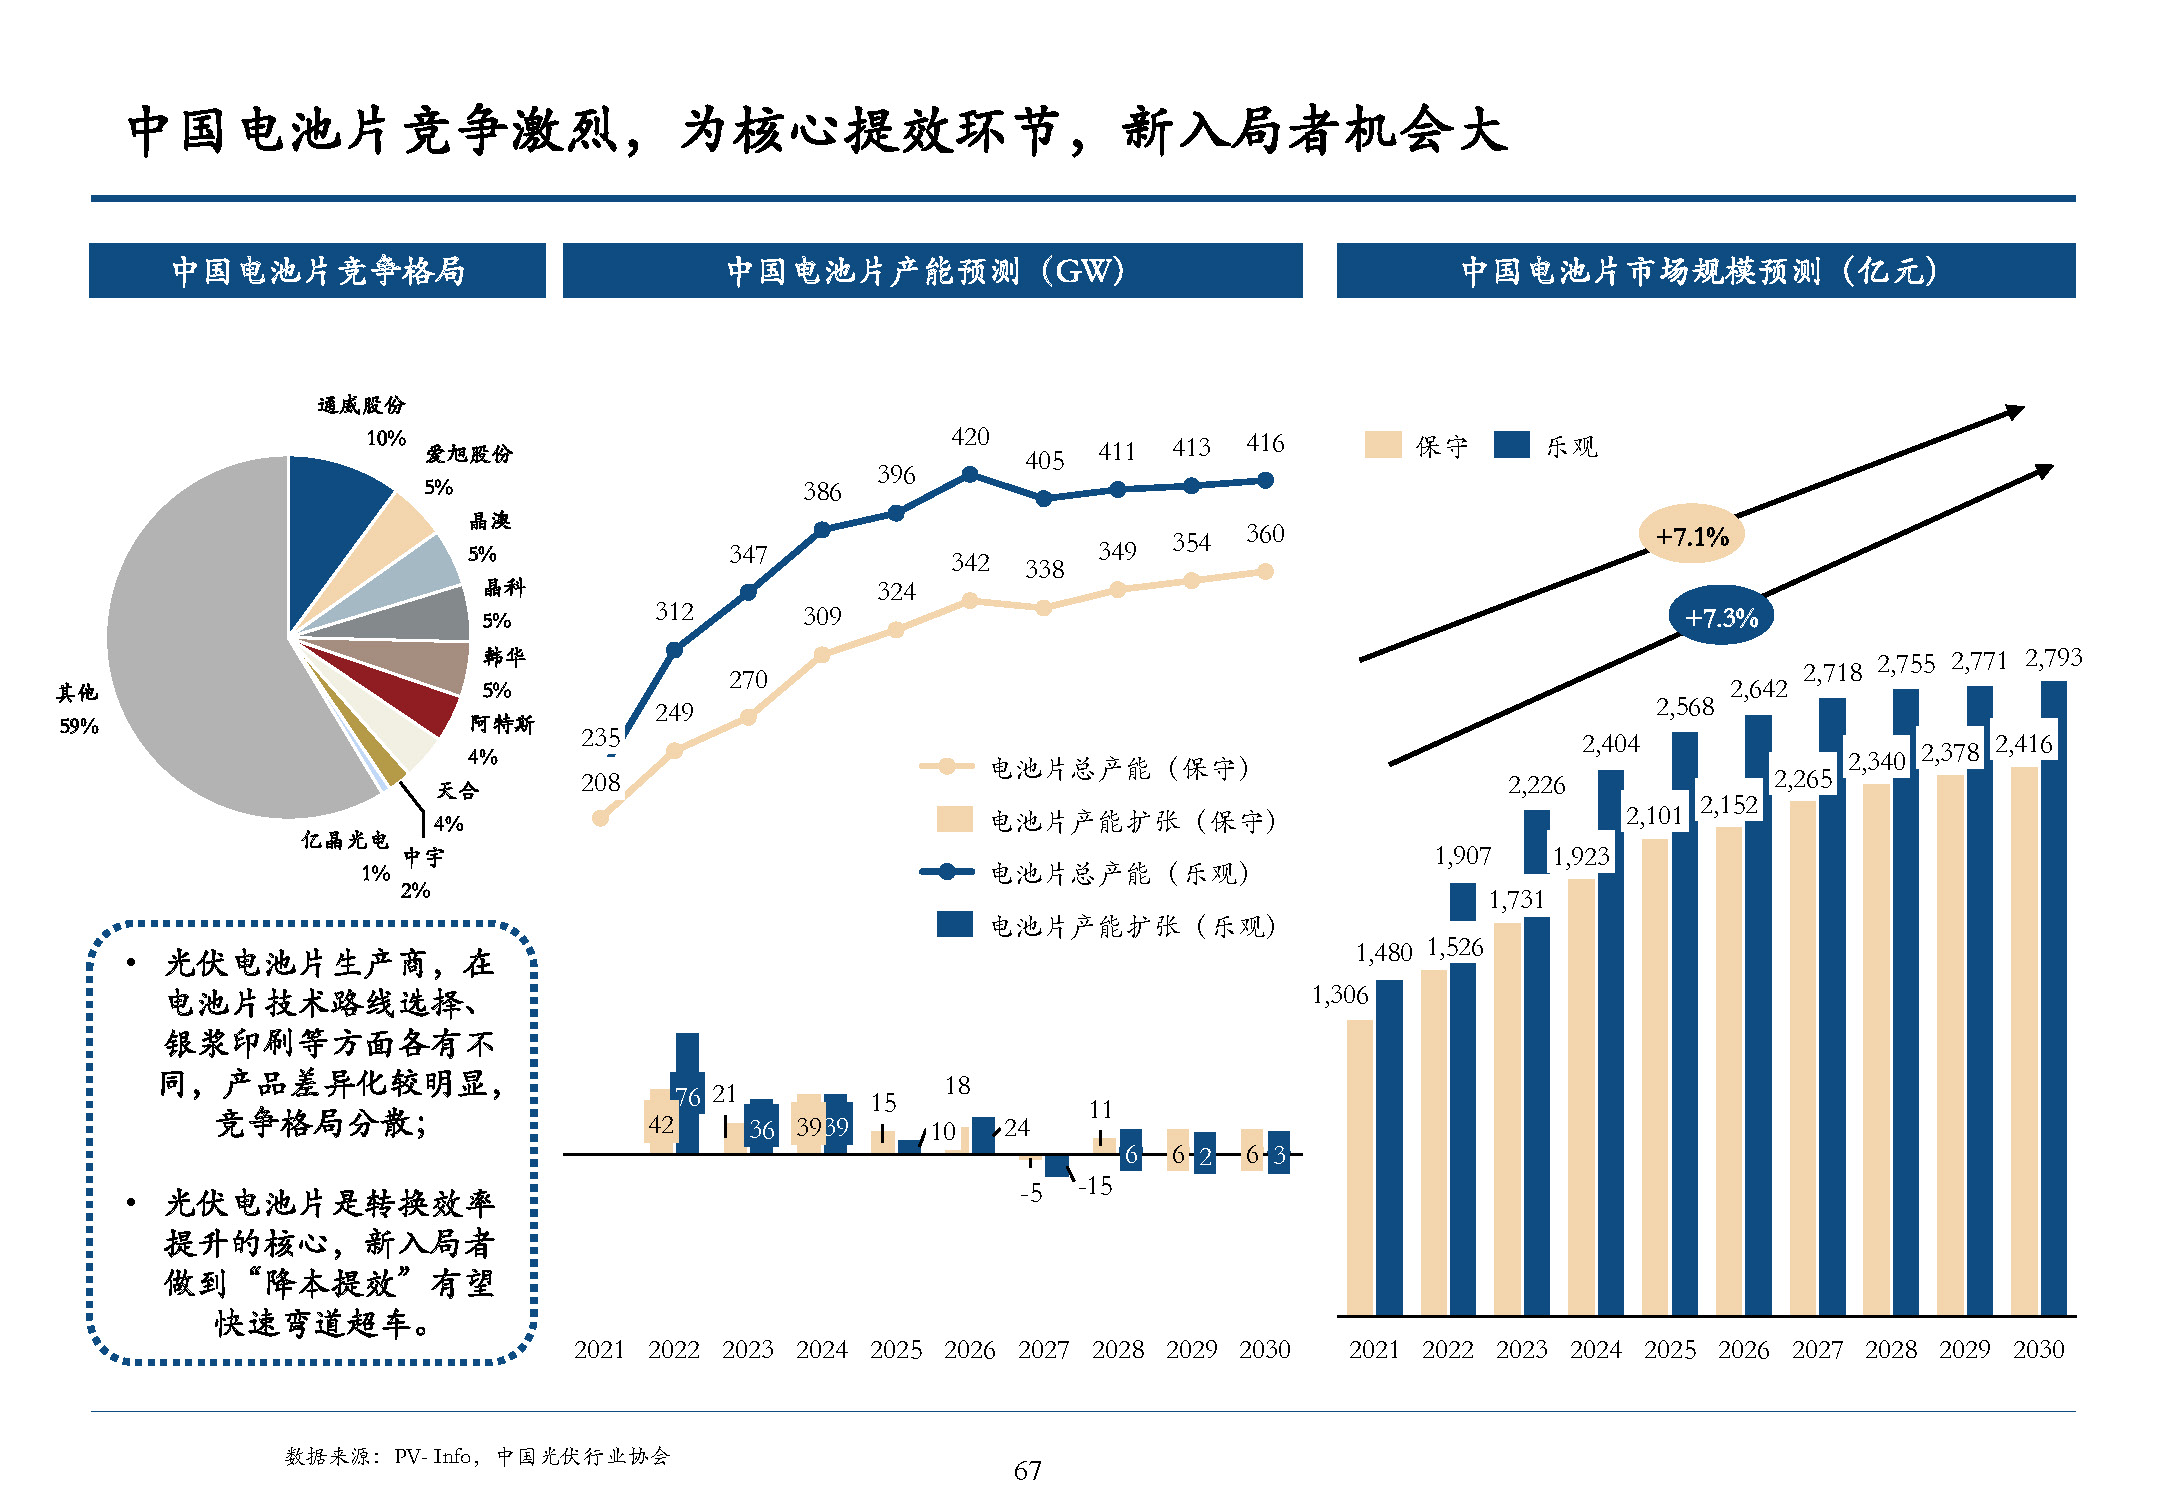 中国电池片竞争激烈，为核心提效环节，新入局者机会大
中国电池片竞争格局
通威股份
10%
爱旭股份
5%
晶澳
5%
晶科
5%
韩华
5%
阿特斯
4%
天合
4%
中宇
2%
亿晶光电
1%
其他
59%
• 光伏电池片生产商，在
电池片技术路线选择、
银浆印刷等方面各有不
同，产品差异化较明显，
竞争格局分散；
• 光伏电池片是转换效率
提升的核心，新入局者
做到“降本提效”有望
快速弯道超车。
中国电池片产能预测（GW）
235 312 347 386 396 420 405 411 413 416
208 249 270 309 324 342 338 349 354 360
电池片总产能（保守）
电池片产能扩张（保守）
电池片总产能（乐观）
电池片产能扩张（乐观）
42 76 21 36 39 39 15 10 18 24 -5 -15 11 6 6 2 6 3
2021 2022 2023 2024 2025 2026 2027 2028 2029 2030
中国电池片市场规模预测（亿元）
保守 乐观
+7.1%
+7.3%
1,480 1,907 2,226 2,404 2,568 2,642 2,718 2,755 2,771 2,793
1,306 1,526 1,731 1,923 2,101 2,152 2,265 2,340 2,378 2,416
2021 2022 2023 2024 2025 2026 2027 2028 2029 2030
数据来源：PV- Info，中国光伏行业协会
67